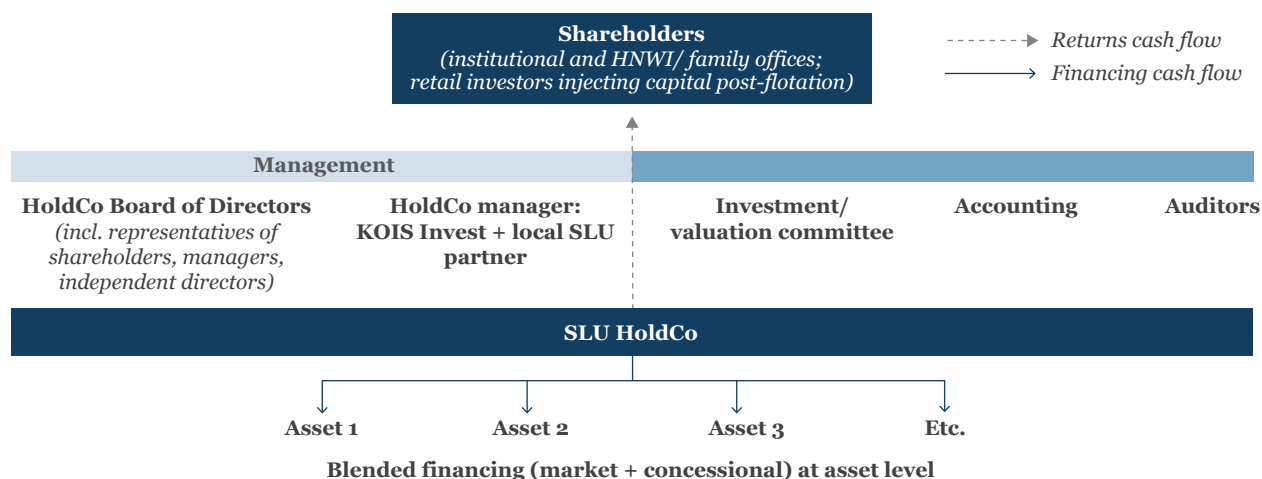 Shareholders
(institutional and HNWI/ family offices;
retail investors injecting capital post-flotation)
Returns cash flow
Financing cash flow
Management
HoldCo Board of Directors
(incl. representatives of
shareholders, managers,
independent directors)
HoldCo manager:
KOIS Invest + local SLU
partner
Investment/
valuation committee
Accounting
Auditors
SLU HoldCo
Asset 1
Asset 2
Asset 3
Etc.
Blended financing (market + concessional) at asset level